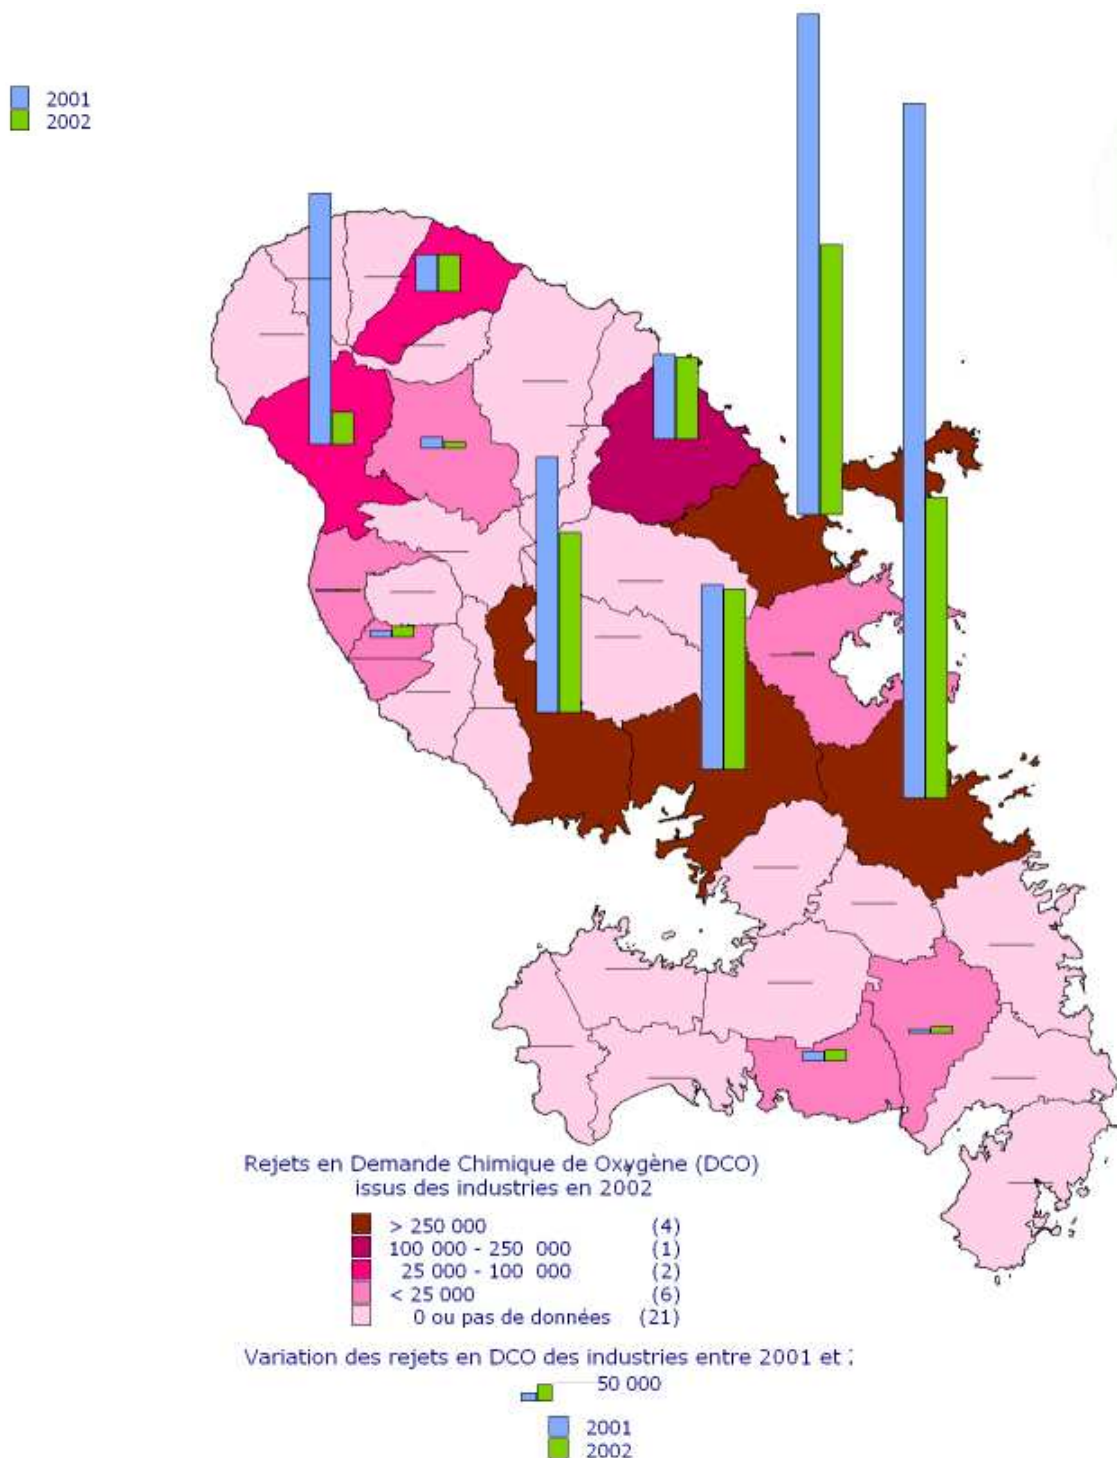 2001
2002
Rejets en Demande Chimique de Oxygène (DCO)
issus des industries en 2002
> 250 000 (4)
100 000 - 250 000 (1)
25 000 - 100 000 (2)
< 25 000 (6)
0 ou pas de données (21)
Variation des rejets en DCO des industries entre 2001 et
50 000
2001
2002